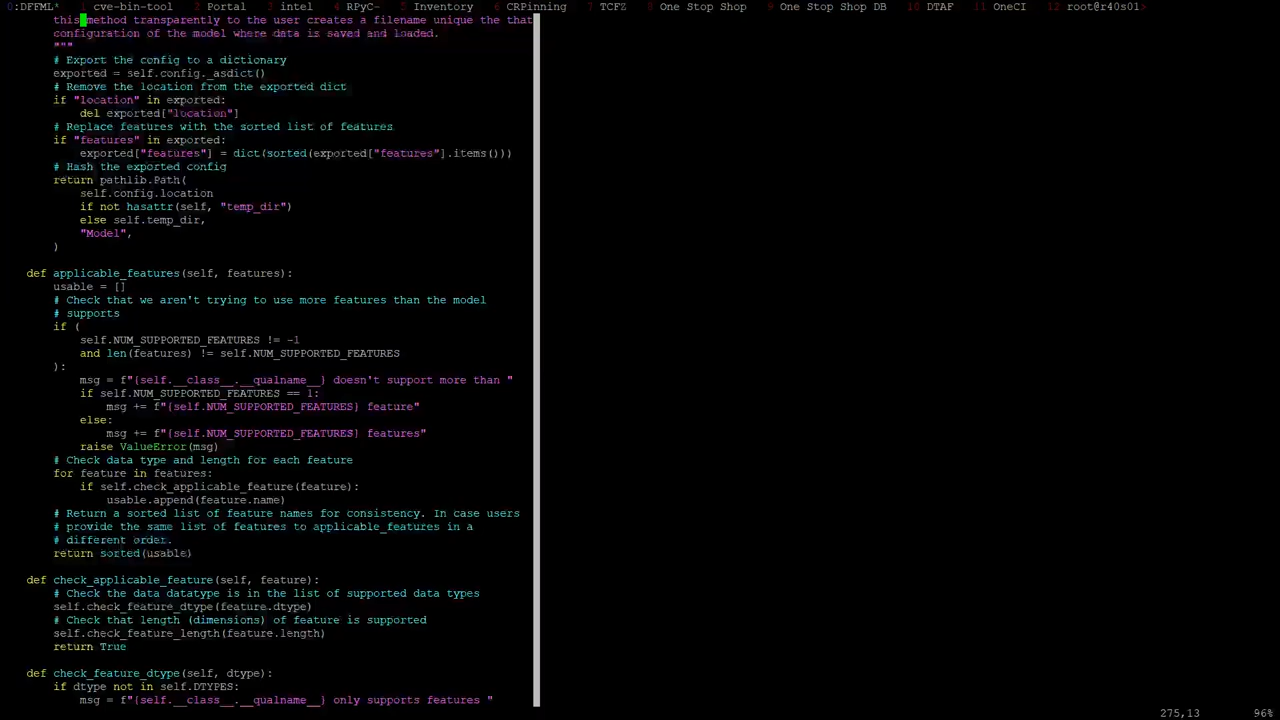 0:DFFML* 1 cve-bin-tool 2 Portal 3 intel 4 RPyC- 5 Inventory 6 CRPinning 7 TCFZ 8 One Stop Shop 9 One Stop Shop DB 10 DTAF 11 OneCI 12 root@r40s01>
this method transparently to the user creates a filename unique the that
configuration of the model where data is saved and loaded.
"""
# Export the config to a dictionary
exported = self.config._asdict()
# Remove the location from the exported dict
if "location" in exported:
del exported["location"]
# Replace features with the sorted list of features
if "features" in exported:
exported["features"] = dict(sorted(exported["features"].items()))
# Hash the exported config
return pathlib.Path(
self.config.location
if not hasattr(self, "temp_dir")
else self.temp_dir,
"Model",
)
def applicable_features(self, features):
usable = []
# Check that we aren't trying to use more features than the model
# supports
if (
self.NUM_SUPPORTED_FEATURES != -1
and len(features) != self.NUM_SUPPORTED_FEATURES
):
msg = f"{self.__class__.__qualname__} doesn't support more than "
if self.NUM_SUPPORTED_FEATURES == 1:
msg += f"{self.NUM_SUPPORTED_FEATURES} feature"
else:
msg += f"{self.NUM_SUPPORTED_FEATURES} features"
raise ValueError(msg)
# Check data type and length for each feature
for feature in features:
if self.check_applicable_feature(feature):
usable.append(feature.name)
# Return a sorted list of feature names for consistency. In case users
# provide the same list of features to applicable_features in a
# different order.
return sorted(usable)
def check_applicable_feature(self, feature):
# Check the data datatype is in the list of supported data types
self.check_feature_dtype(feature.dtype)
# Check that length (dimensions) of feature is supported
self.check_feature_length(feature.length)
return True
def check_feature_dtype(self, dtype):
if dtype not in self.DTYPES:
msg = f"{self.__class__.__qualname__} only supports features "
275,13 96%